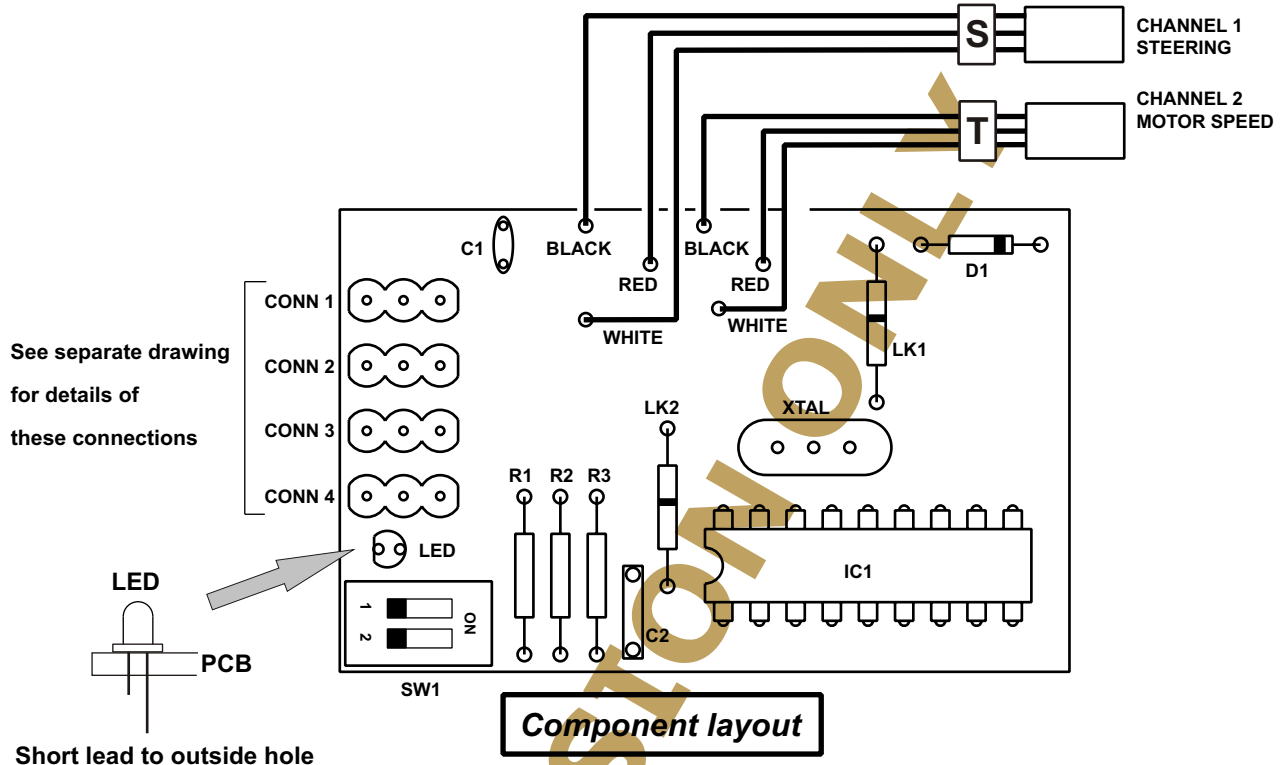 S
CHANNEL 1
STEERING
T
CHANNEL 2
MOTOR SPEED
C1
BLACK
BLACK
D1
RED
RED
CONN 1
WHITE
WHITE
See separate drawing
for details of
these connections
LK1
CONN 2
LK2
XTAL
CONN 3
R1 R2 R3
CONN 4
LED
IC1
LED
1
2
ON
C2
PCB
SW1
Component layout
Short lead to outside hole
STON ONLY